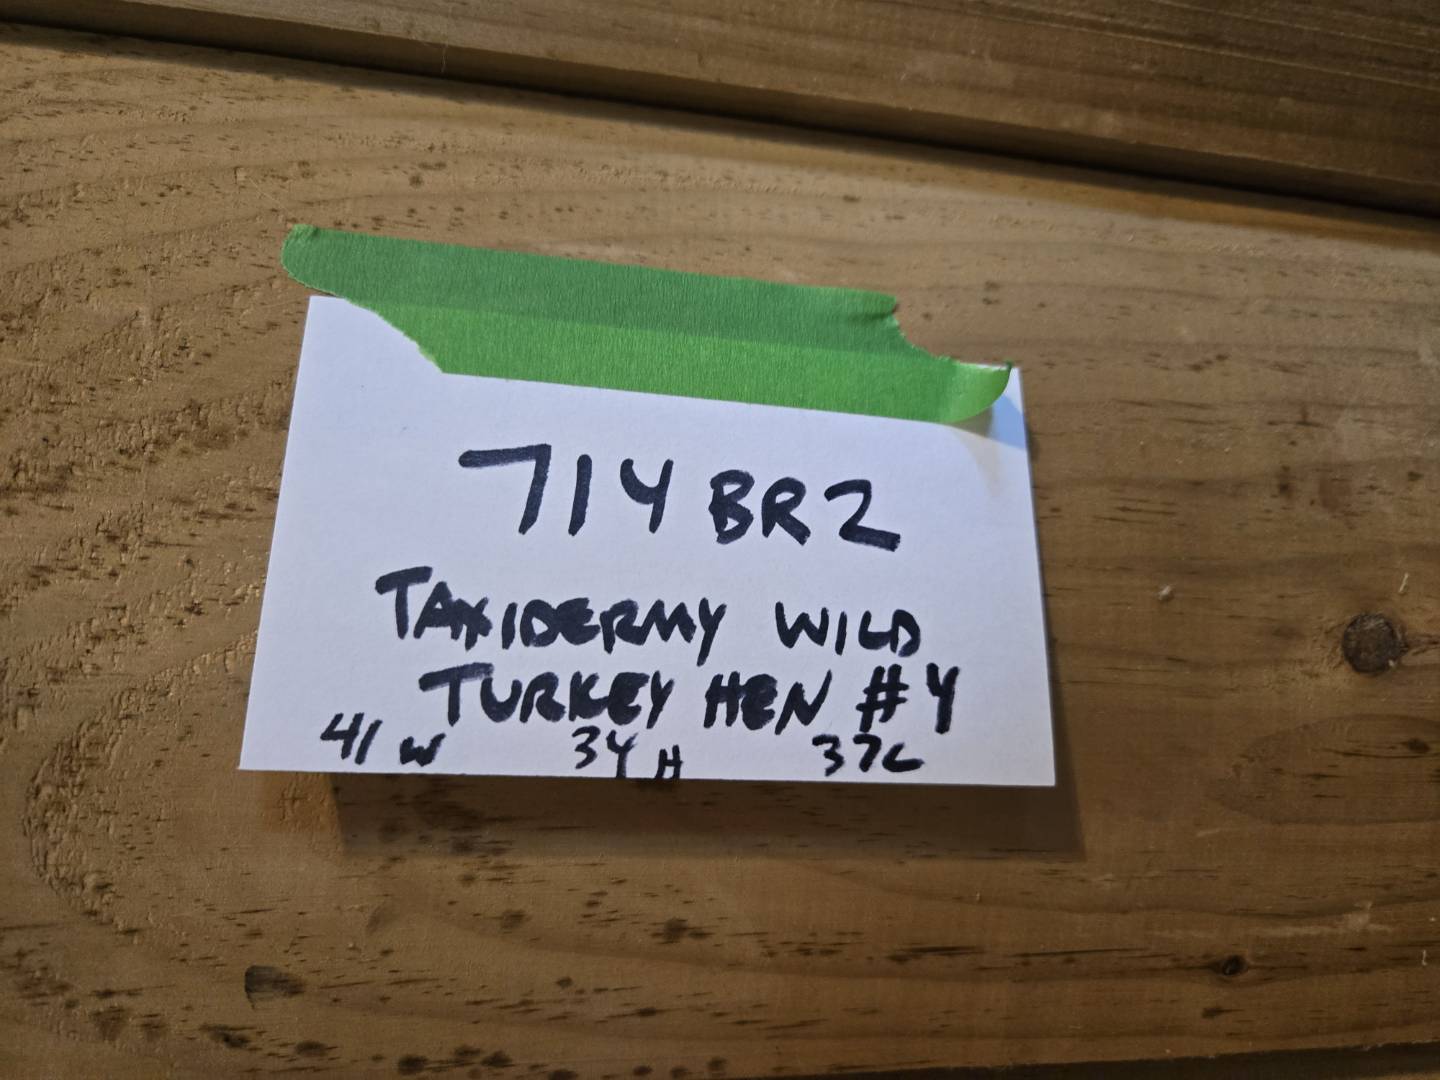 714 BR2
TAXIDERMY WILD
TURKEY HEN #4
41 W 34 H 37L